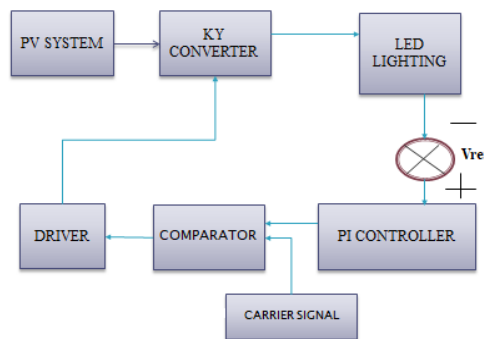 PV SYSTEM
KY
CONVERTER
LED
LIGHTING
—
Vre
+
DRIVER
COMPARATOR
PI CONTROLLER
CARRIER SIGNAL